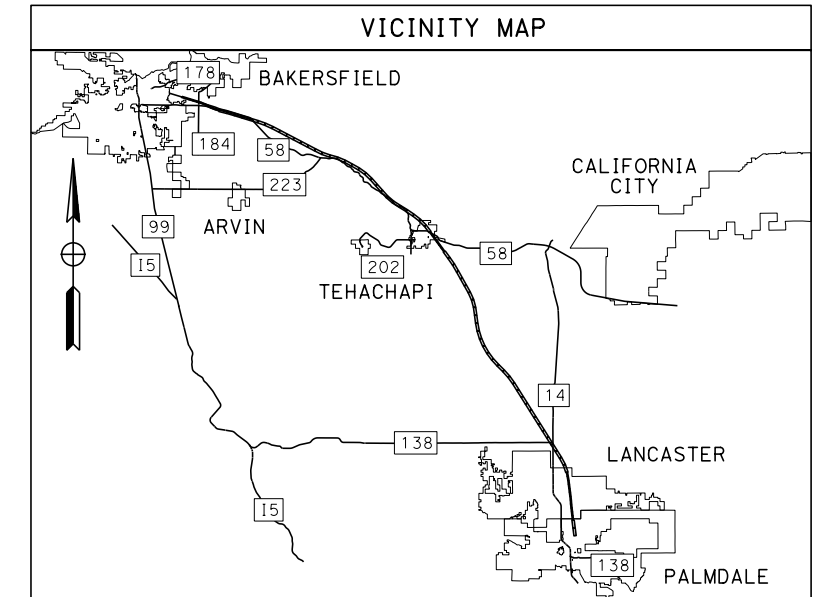 VICINITY MAP
178
BAKERSFIELD
184
58
223
CALIFORNIA
CITY
99
ARVIN
I5
202
58
TEHACHAPI
14
138
LANCASTER
I5
138
PALMDALE